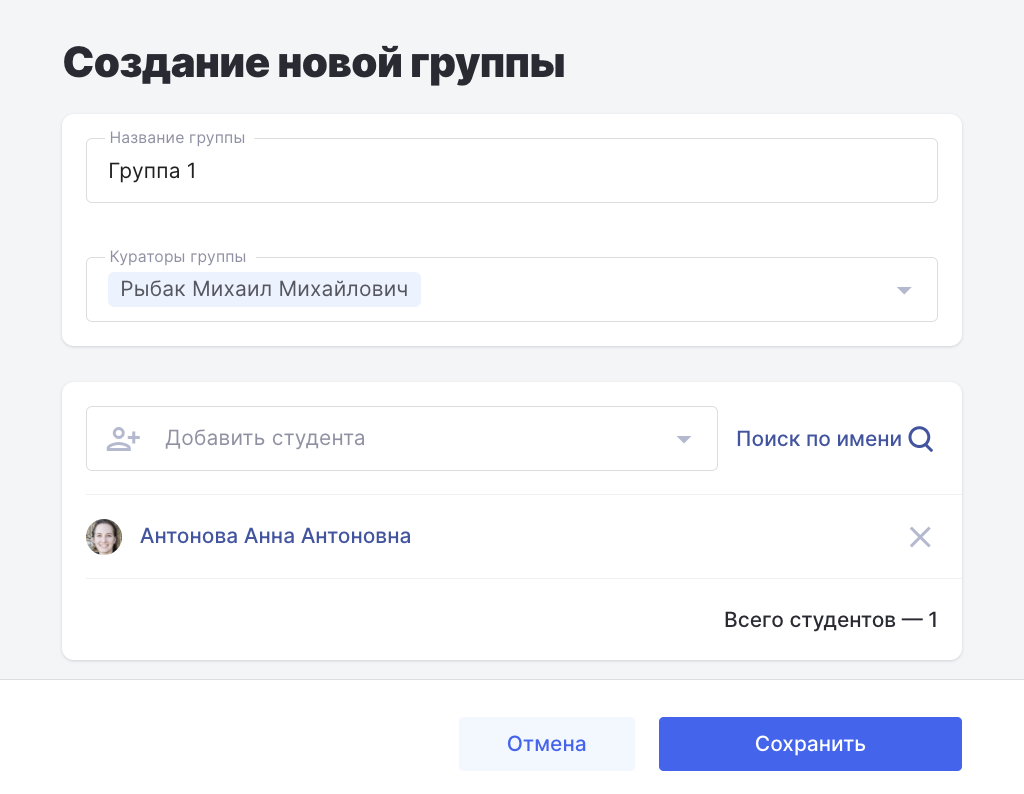 Создание новой группы
Название группы
Группа 1
Кураторы группы
Рыбак Михаил Михайлович
Добавить студента
Поиск по имени
Антонова Анна Антоновна
Всего студентов — 1
Отмена
Сохранить